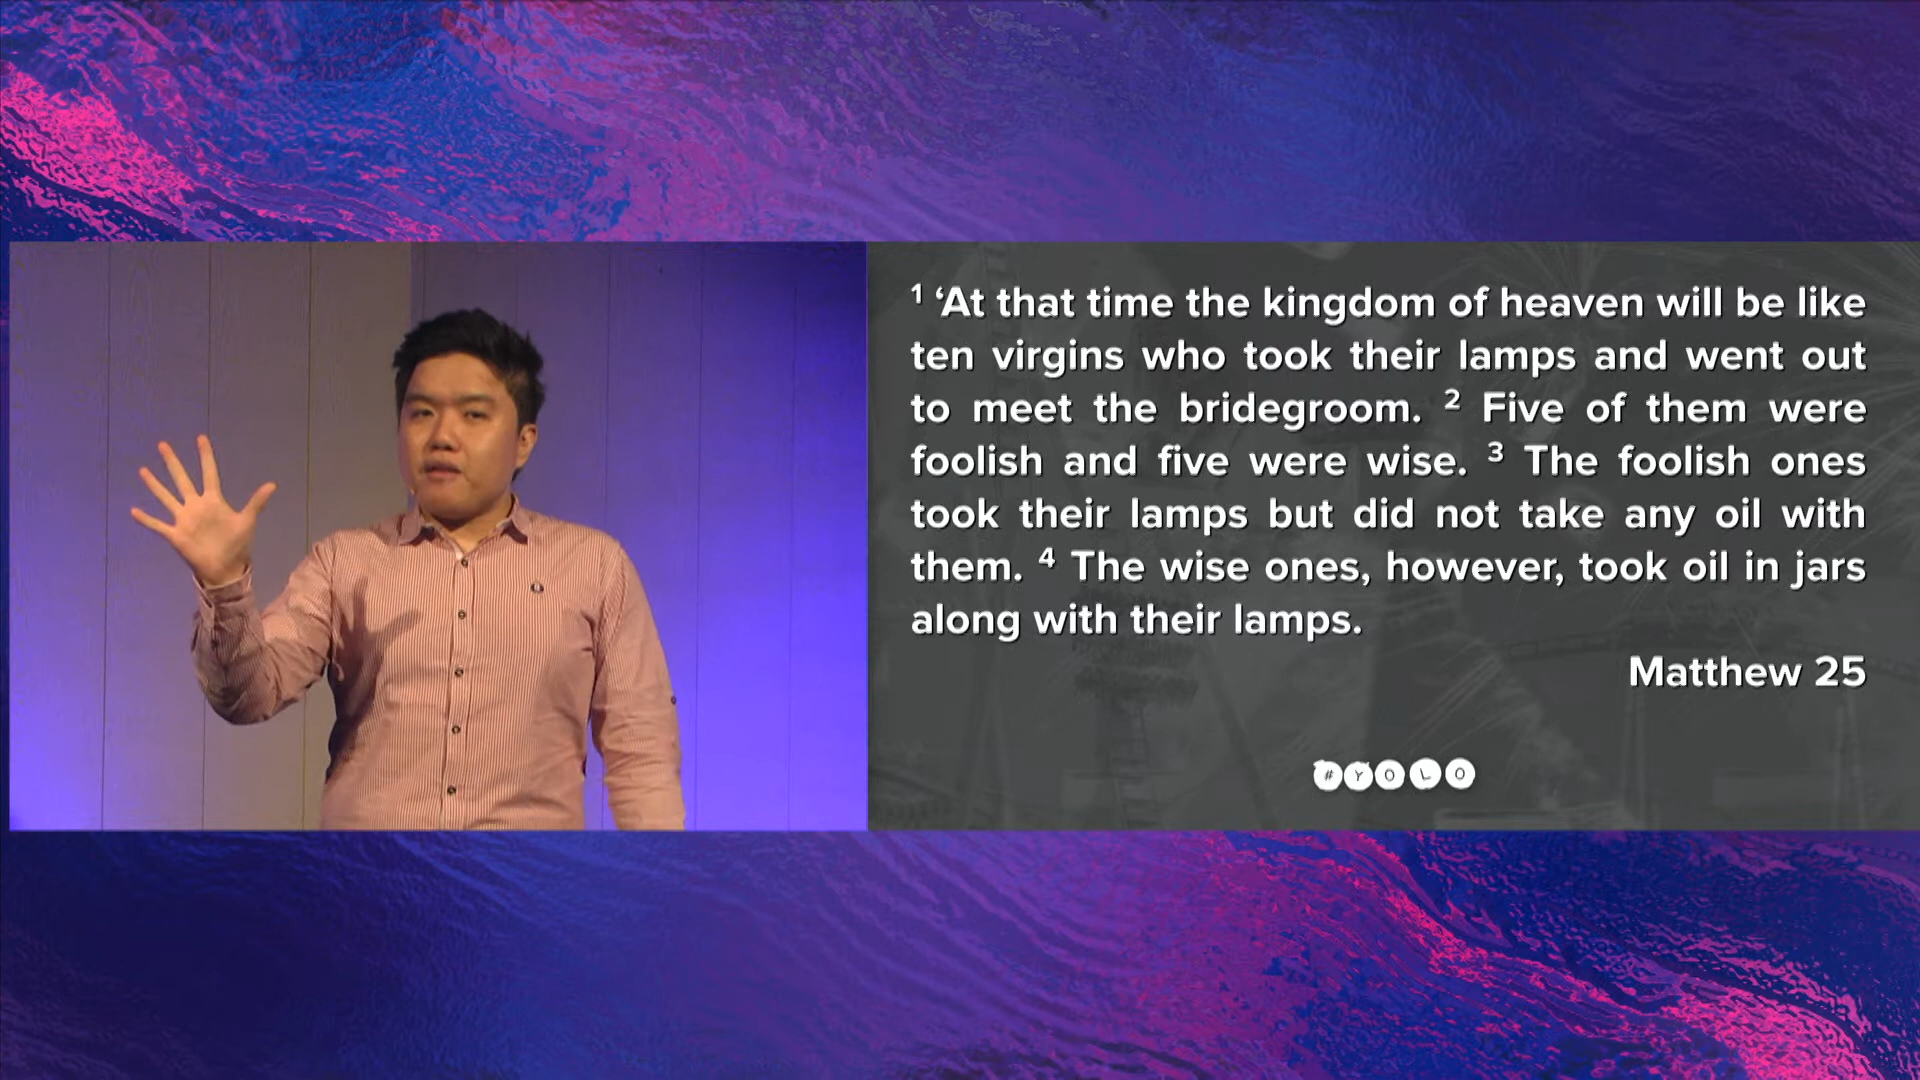 1 ‘At that time the kingdom of heaven will be like
ten virgins who took their lamps and went out
to meet the bridegroom. 2 Five of them were
foolish and five were wise. 3 The foolish ones
took their lamps but did not take any oil with
them. 4 The wise ones, however, took oil in jars
along with their lamps.
Matthew 25
#YOLO